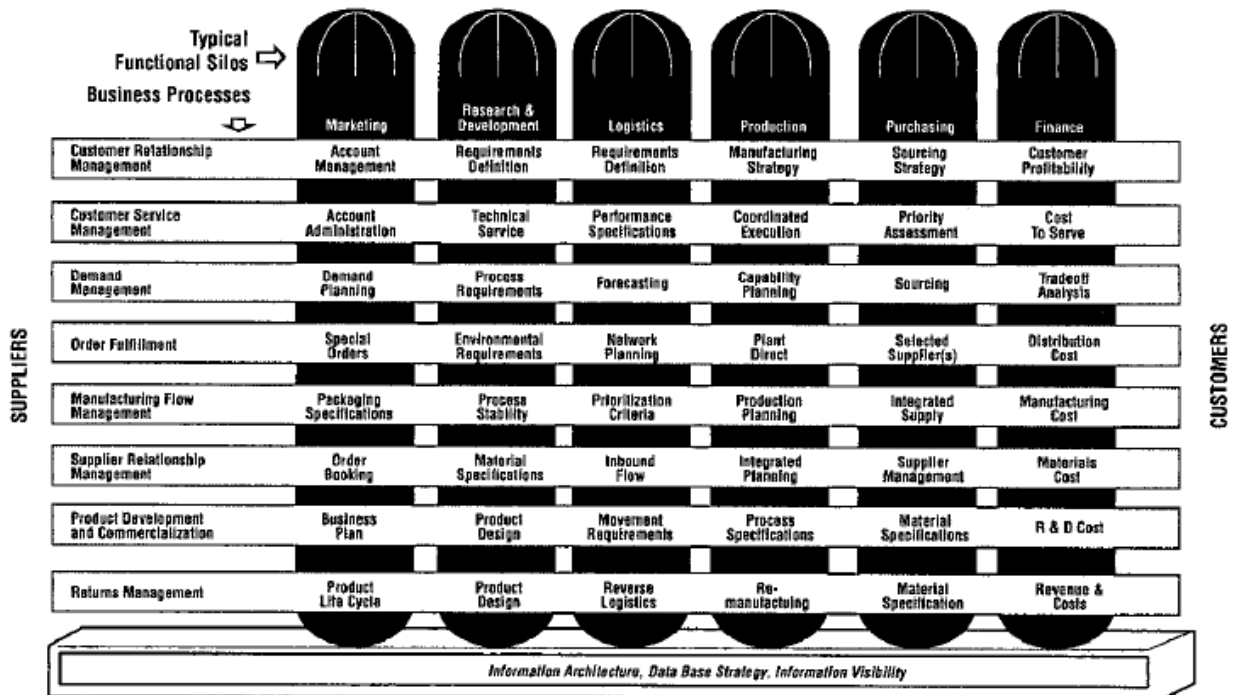 Typical
Functional Silos
Business Processes
Marketing
Research &
Development
Logistics
Production
Purchasing
Finance
Customer Relationship
Management
Account
Management
Requirements
Definition
Requirements
Definition
Manufacturing
Strategy
Sourcing
Strategy
Customer
Profitability
Customer Service
Management
Account
Administration
Technical
Service
Performance
Specifications
Coordinated
Execution
Priority
Assessment
Cost
To Serve
Demand
Management
Demand
Planning
Process
Requirements
Forecasting
Capability
Planning
Sourcing
Tradeoff
Analysis
Order Fulfillment
Special
Orders
Environmental
Requirements
Network
Planning
Plant
Direct
Selected
Supplier(s)
Distribution
Cost
Manufacturing Flow
Management
Packaging
Specifications
Process
Stability
Prioritization
Criteria
Production
Planning
Integrated
Supply
Manufacturing
Cost
Supplier Relationship
Management
Order
Booking
Material
Specifications
Inbound
Flow
Integrated
Planning
Supplier
Management
Materials
Cost
Product Development
and Commercialization
Business
Plan
Product
Design
Movement
Requirements
Process
Specifications
Material
Specifications
R & D Cost
Returns Management
Product
Life Cycle
Product
Design
Reverse
Logistics
Re-
manufactuing
Material
Specification
Revenue &
Costs
SUPPLIERS
CUSTOMERS
Information Architecture, Data Base Strategy, Information Visibility